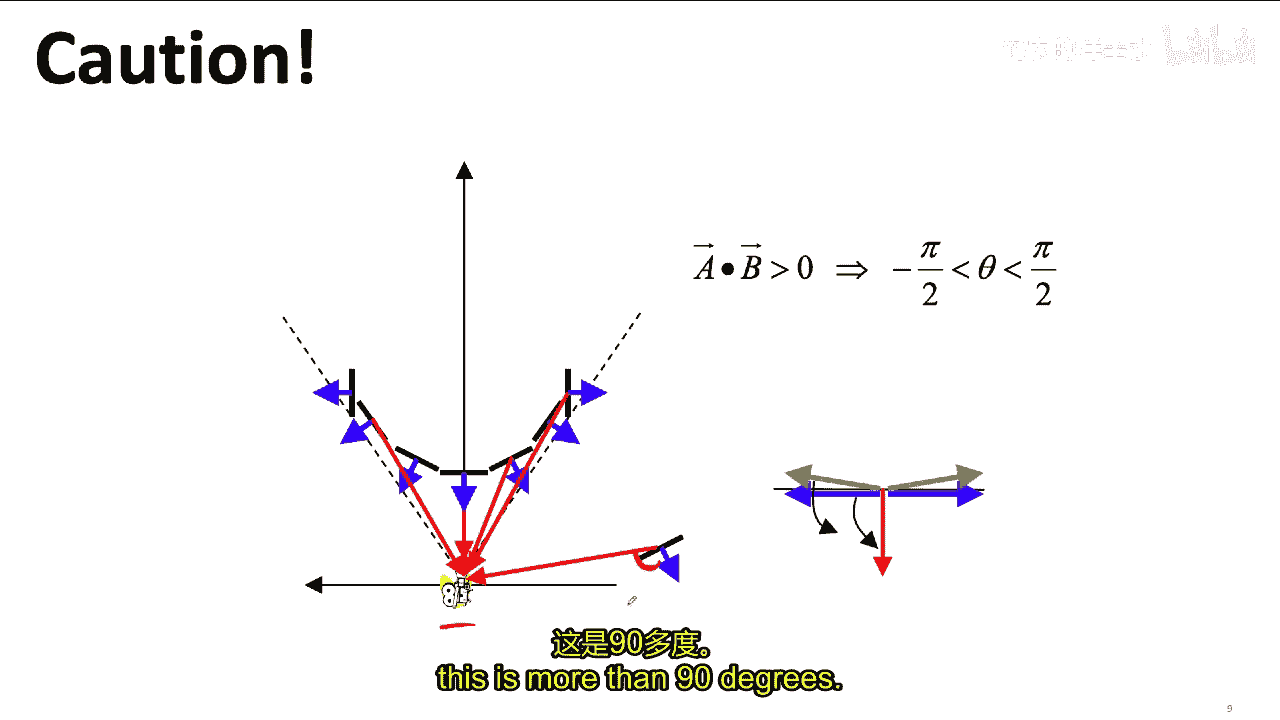 Caution!
A • B > 0 ⇒ − π/2 < θ < π/2
这是90多度。
this is more than 90 degrees.
9